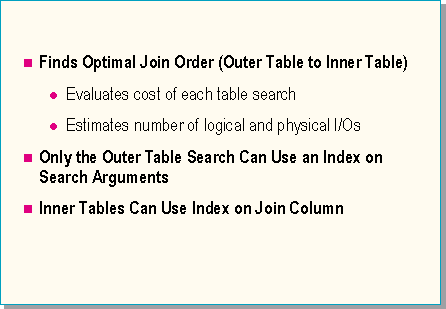 Finds Optimal Join Order (Outer Table to Inner Table)
Evaluates cost of each table search
Estimates number of logical and physical I/Os
Only the Outer Table Search Can Use an Index on
Search Arguments
Inner Tables Can Use Index on Join Column